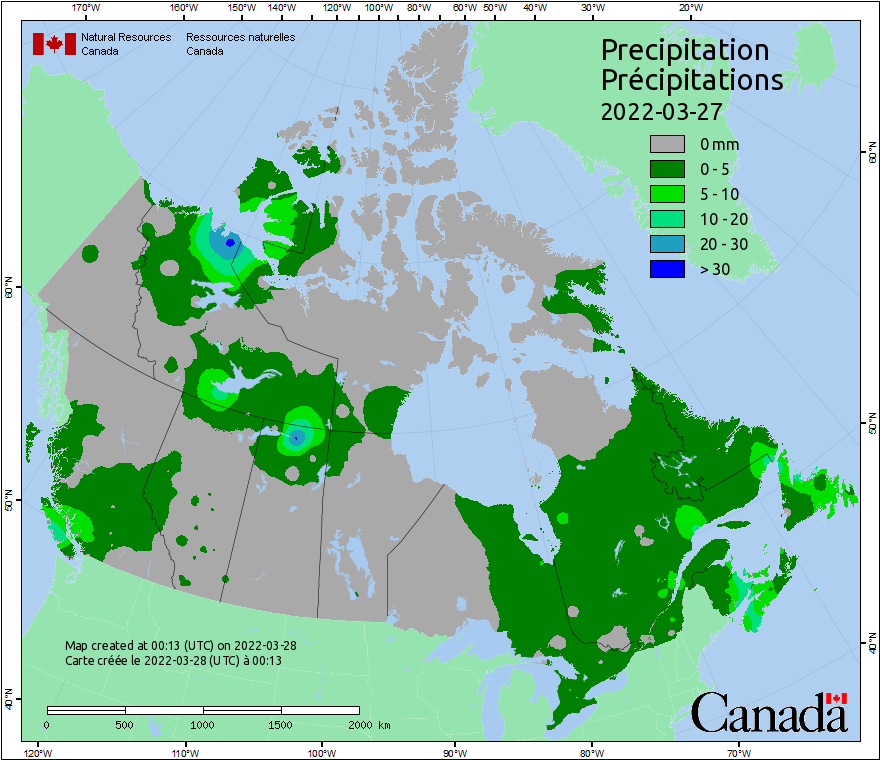 170°W 160°W 150°W 140°W 130°W 120°W 110°W 100°W 90°W 80°W 60°W 50°W 40°W 30°W 20°W
Natural Resources Ressources naturelles
Canada Canada
Precipitation
Précipitations
2022-03-27
0 mm
0 - 5
5 - 10
10 - 20
20 - 30
> 30
60°N 60°N
50°N 50°N
40°N 40°N
Map created at 00:13 (UTC) on 2022-03-28
Carte créée le 2022-03-28 (UTC) à 00:13
0 500 1000 1500 2000 km
Canada
120°W 110°W 100°W 90°W 80°W 70°W